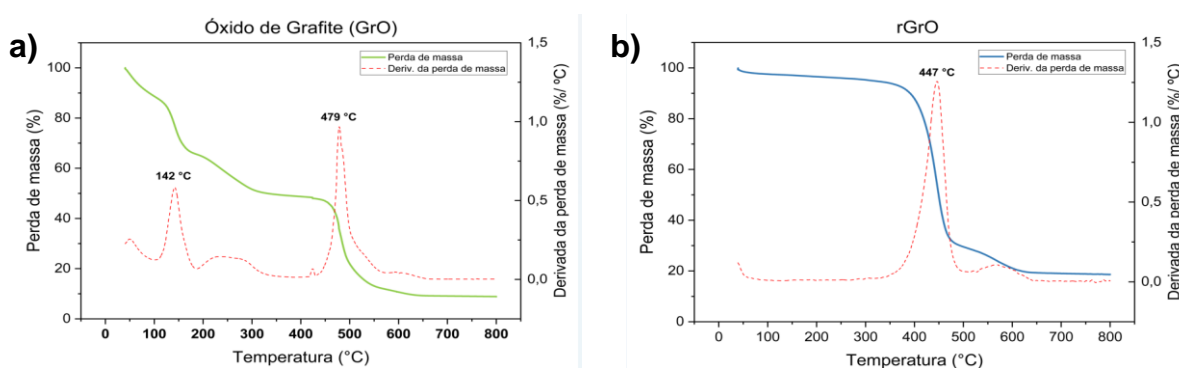 a)
Óxido de Grafite (GrO)
Perda de massa
Deriv. da perda de massa
142 °C
479 °C
Perda de massa (%)
100
80
60
40
20
0
1,5
1,0
0,5
0,0
Derivada da perda de massa (%/ ºC)
0 100 200 300 400 500 600 700 800
Temperatura (°C)
b)
rGrO
Perda de massa
Deriv. da perda de massa
447 °C
Perda de massa (%)
100
80
60
40
20
0
1,5
1,0
0,5
0,0
Derivada da perda de massa (%/ºC)
0 100 200 300 400 500 600 700 800
Temperatura (°C)